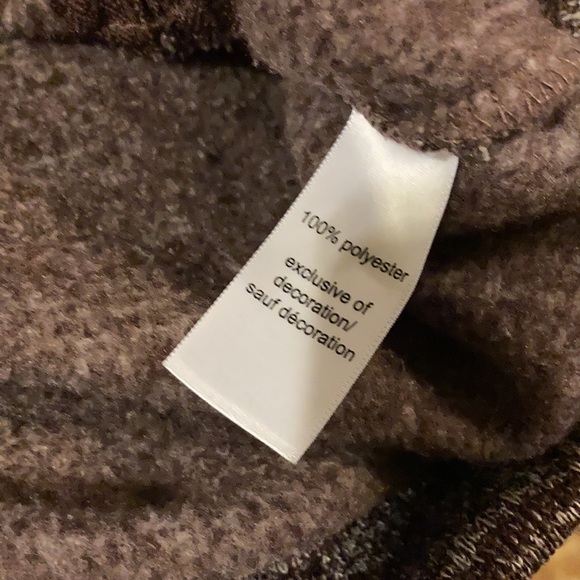 100% polyester
exclusive of
decoration/
sauf décoration